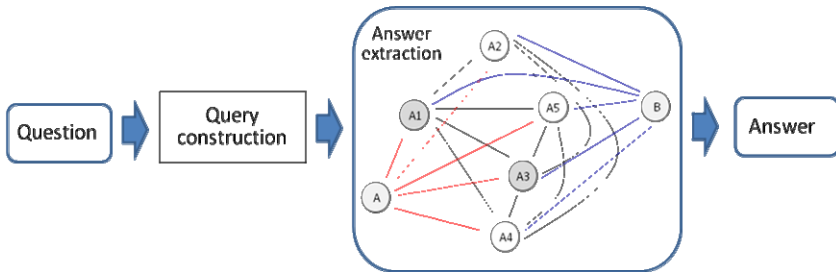 Question
Query
construction
Answer
extraction
A2
A1
A5
B
A3
A
A4
Answer